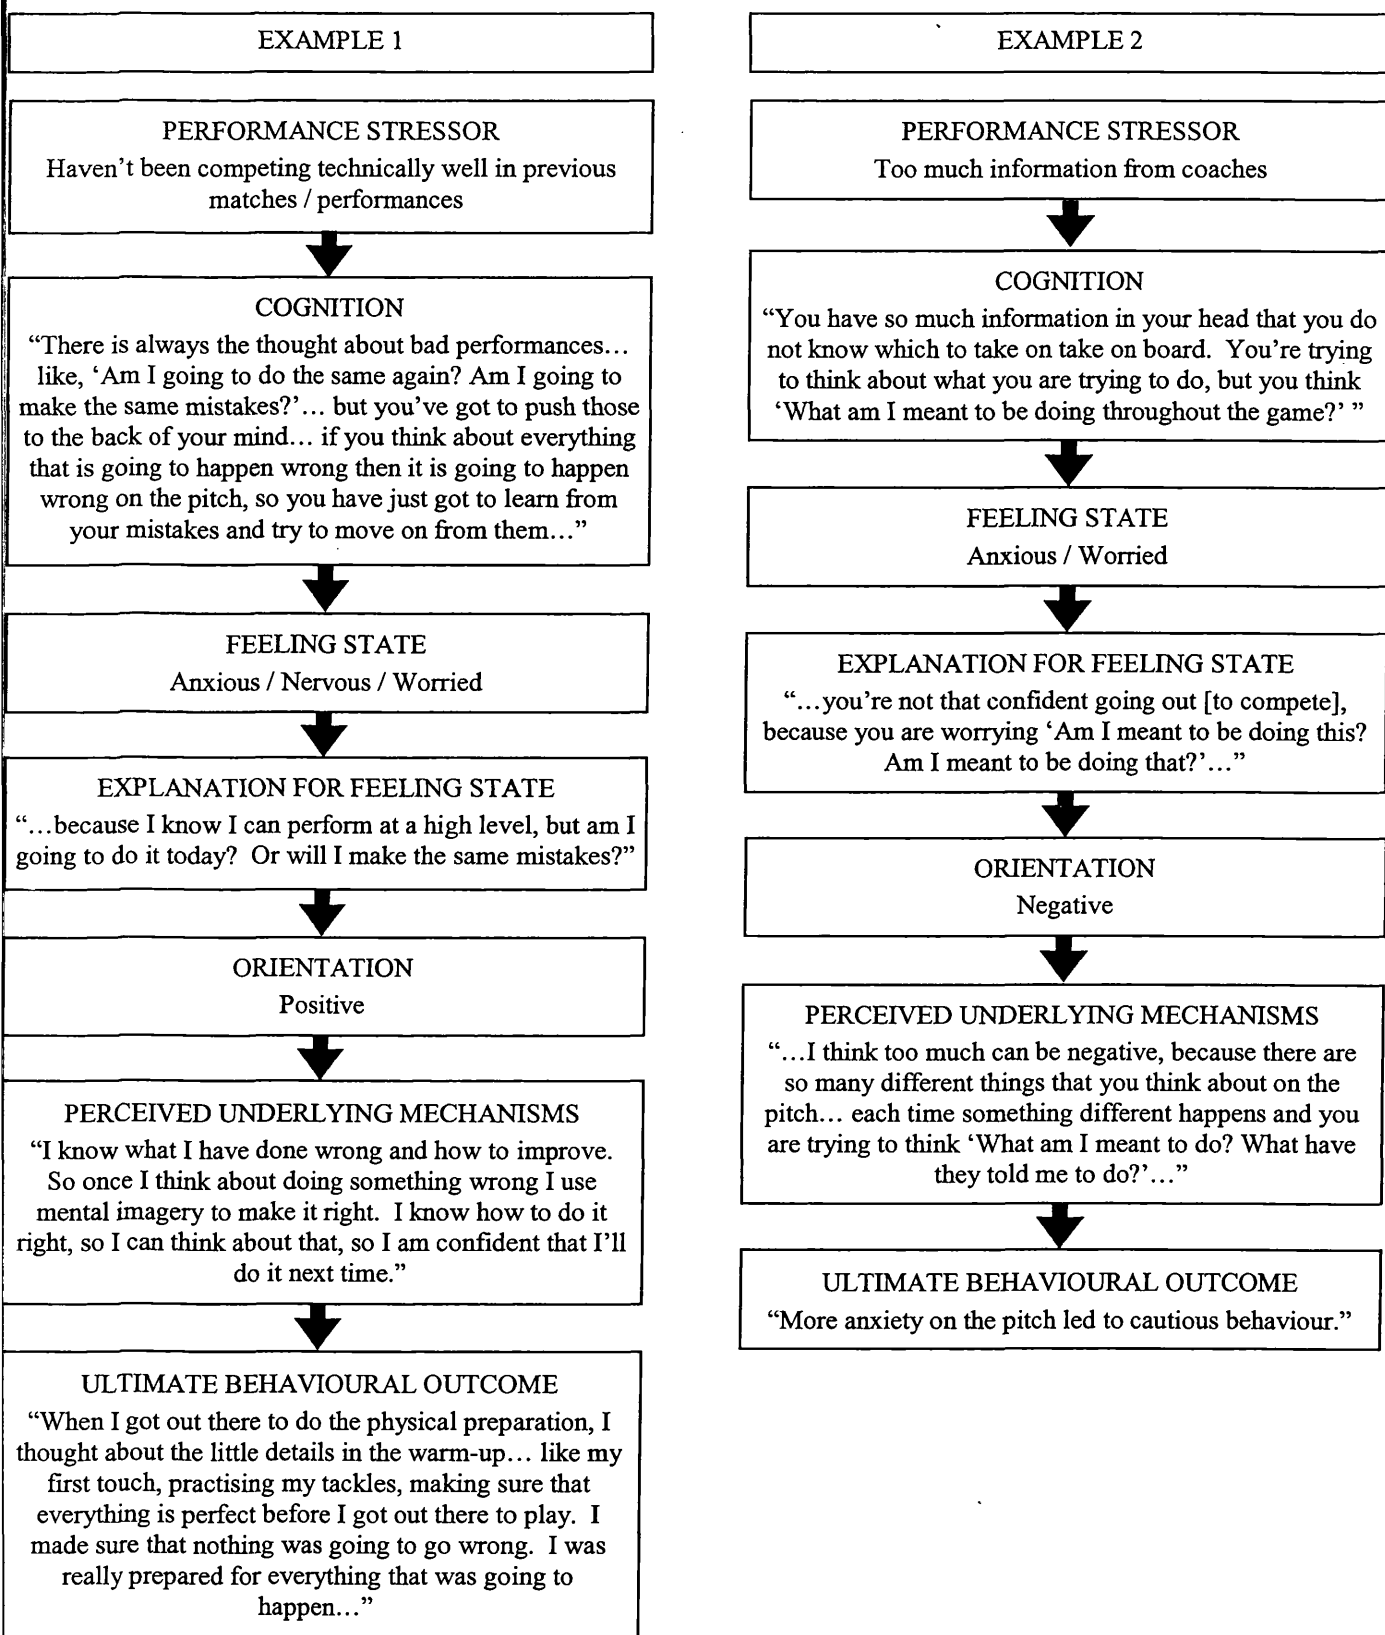 EXAMPLE 1
PERFORMANCE STRESSOR
Haven't been competing technically well in previous
matches / performances
COGNITION
“There is always the thought about bad performances…
like, ‘Am I going to do the same again? Am I going to
make the same mistakes?’… but you've got to push those
to the back of your mind… if you think about everything
that is going to happen wrong then it is going to happen
wrong on the pitch, so you have just got to learn from
your mistakes and try to move on from them…”
FEELING STATE
Anxious / Nervous / Worried
EXPLANATION FOR FEELING STATE
“…because I know I can perform at a high level, but am I
going to do it today? Or will I make the same mistakes?”
ORIENTATION
Positive
PERCEIVED UNDERLYING MECHANISMS
“I know what I have done wrong and how to improve.
So once I think about doing something wrong I use
mental imagery to make it right. I know how to do it
right, so I can think about that, so I am confident that I'll
do it next time.”
ULTIMATE BEHAVIOURAL OUTCOME
“When I got out there to do the physical preparation, I
thought about the little details in the warm-up… like my
first touch, practising my tackles, making sure that
everything is perfect before I got out there to play. I
made sure that nothing was going to go wrong. I was
really prepared for everything that was going to
happen…”
EXAMPLE 2
PERFORMANCE STRESSOR
Too much information from coaches
COGNITION
“You have so much information in your head that you do
not know which to take on take on board. You're trying
to think about what you are trying to do, but you think
‘What am I meant to be doing throughout the game?’ ”
FEELING STATE
Anxious / Worried
EXPLANATION FOR FEELING STATE
“…you're not that confident going out [to compete],
because you are worrying ‘Am I meant to be doing this?
Am I meant to be doing that?’…”
ORIENTATION
Negative
PERCEIVED UNDERLYING MECHANISMS
“…I think too much can be negative, because there are
so many different things that you think about on the
pitch… each time something different happens and you
are trying to think ‘What am I meant to do? What have
they told me to do?’…”
ULTIMATE BEHAVIOURAL OUTCOME
“More anxiety on the pitch led to cautious behaviour.”